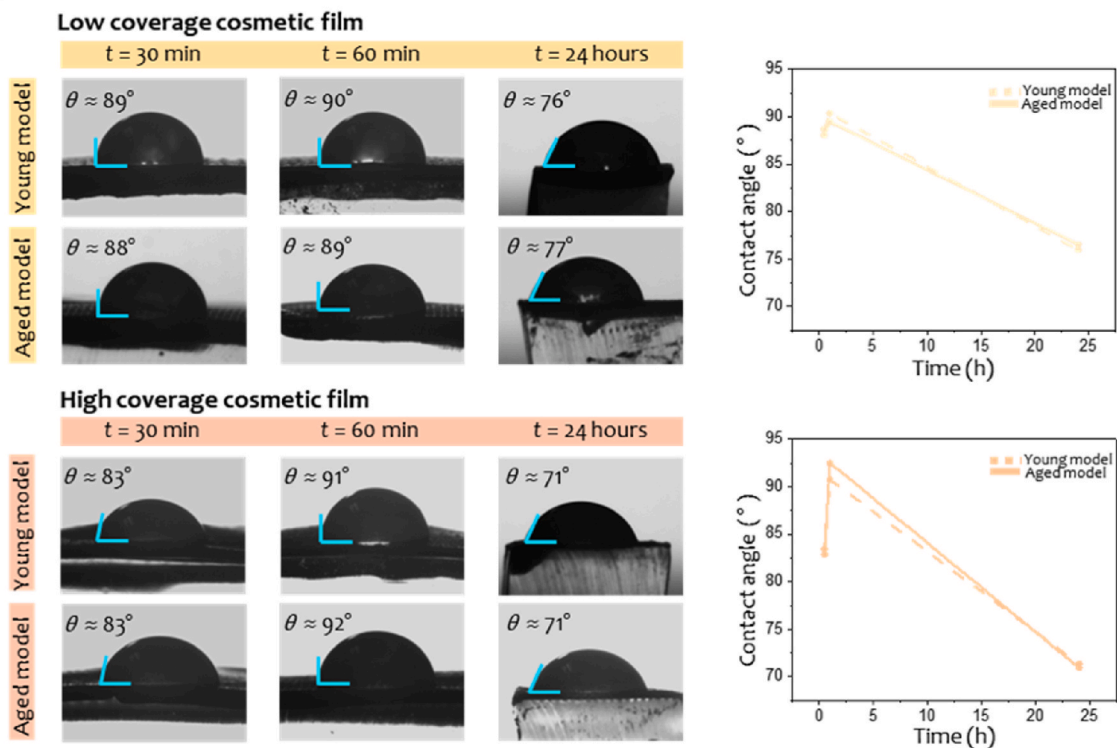 Low coverage cosmetic film
t = 30 min
t = 60 min
t = 24 hours
Young model
θ ≈ 89°
θ ≈ 90°
θ ≈ 76°
Aged model
θ ≈ 88°
θ ≈ 89°
θ ≈ 77°
Contact angle (°)
95
90
85
80
75
70
0
5
10
15
20
25
Time (h)
Young model
Aged model
High coverage cosmetic film
t = 30 min
t = 60 min
t = 24 hours
Young model
θ ≈ 83°
θ ≈ 91°
θ ≈ 71°
Aged model
θ ≈ 83°
θ ≈ 92°
θ ≈ 71°
Contact angle (°)
95
90
85
80
75
70
0
5
10
15
20
25
Time (h)
Young model
Aged model